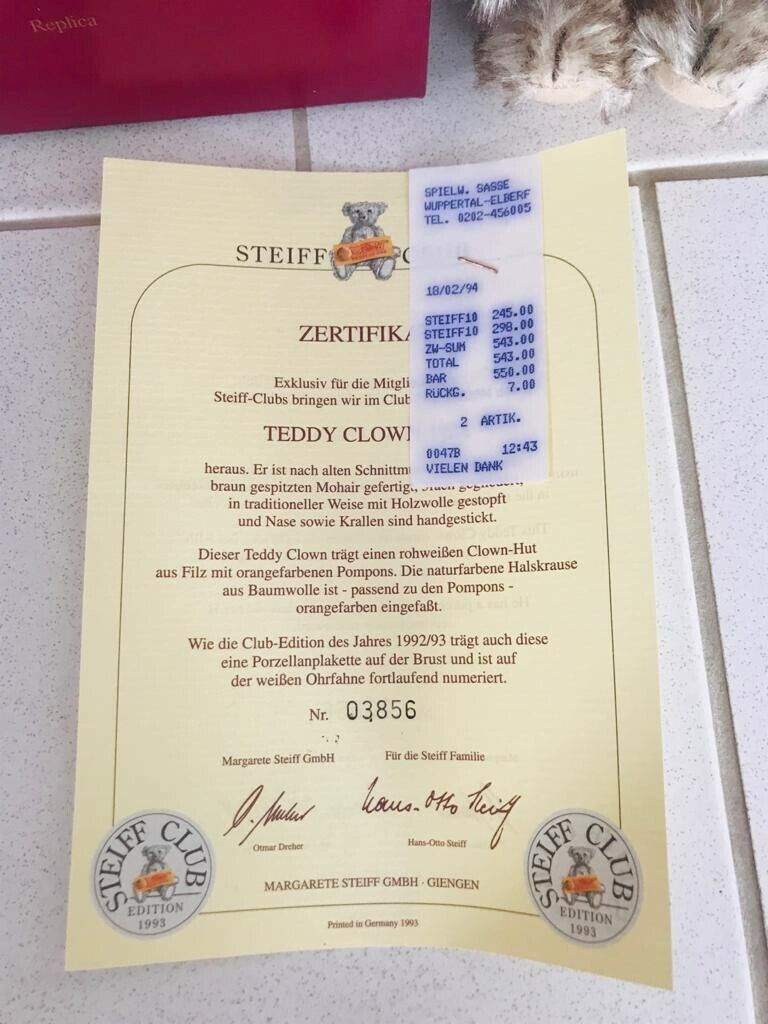 Replica
SPIELW. SASSE
WUPPERTAL-ELBERF
TEL. 0202-456005
18/02/94
STEIFF10 245.00
STEIFF10 298.00
ZW-SUM 543.00
TOTAL 543.00
BAR 550.00
RÜCKG. 7.00
2 ARTIK.
0047B 12:43
VIELEN DANK
STEIFF C
ZERTIFIKA
Exklusiv für die Mitgli
Steiff-Clubs bringen wir im Club
TEDDY CLOWN
heraus. Er ist nach alten Schnittmu
braun gespitzten Mohair gefertigt,
in traditioneller Weise mit Holzwolle gestopft
und Nase sowie Krallen sind handgestickt.
Dieser Teddy Clown trägt einen rohweißen Clown-Hut
aus Filz mit orangefarbenen Pompons. Die naturfarbene Halskrause
aus Baumwolle ist - passend zu den Pompons -
orangefarben eingefaßt.
Wie die Club-Edition des Jahres 1992/93 trägt auch diese
eine Porzellanplakette auf der Brust und ist auf
der weißen Ohrfahne fortlaufend numeriert.
Nr. 03856
Margarete Steiff GmbH
Für die Steiff Familie
Hans-Otto Steiff
Otmar Dreher
Hans-Otto Steiff
MARGARETE STEIFF GMBH · GIENGEN
Printed in Germany 1993
STEIFF CLUB
EDITION
1993
STEIFF CLUB
EDITION
1993